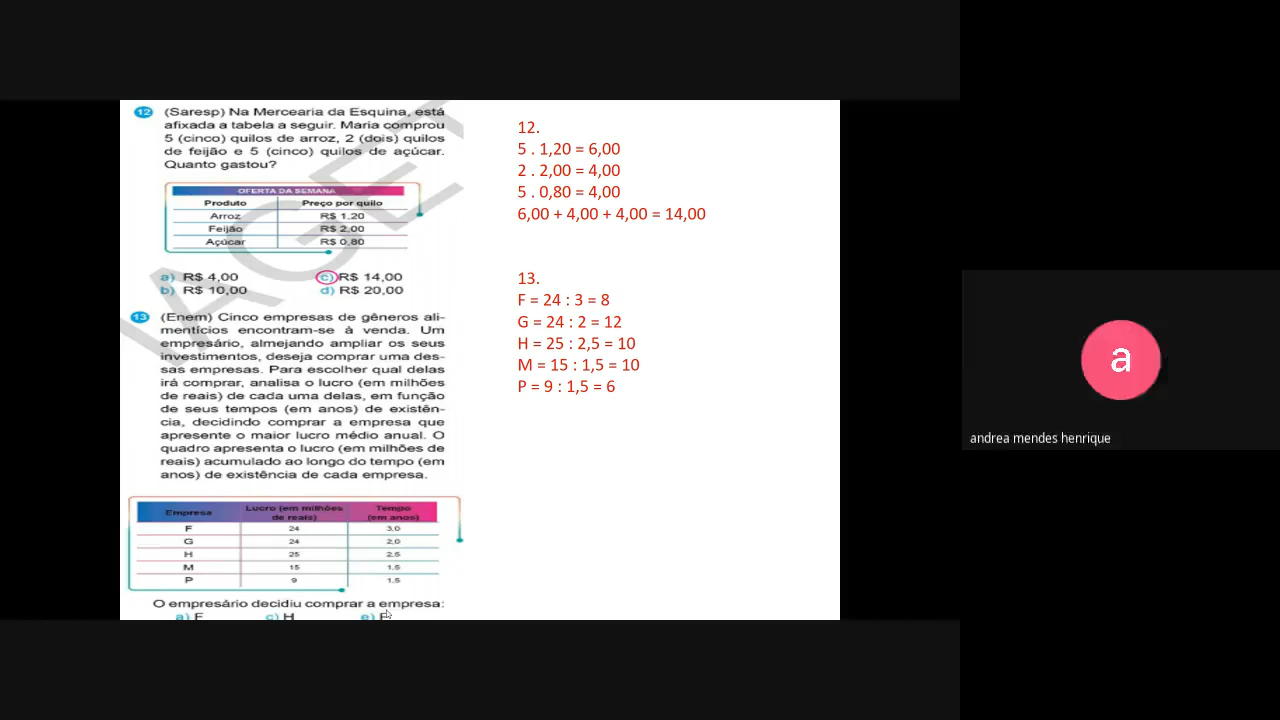 12 (Saresp) Na Mercearia da Esquina, está
afixada a tabela a seguir. Maria comprou
5 (cinco) quilos de arroz, 2 (dois) quilos
de feijão e 5 (cinco) quilos de açúcar.
Quanto gastou?
OFERTA DA SEMANA
Produto Preço por quilo
Arroz R$ 1,20
Feijão R$ 2,00
Açúcar R$ 0,80
a) R$ 4,00 c) R$ 14,00
b) R$ 10,00 d) R$ 20,00
13 (Enem) Cinco empresas de gêneros ali-
mentícios encontram-se à venda. Um
empresário, almejando ampliar os seus
investimentos, deseja comprar uma des-
sas empresas. Para escolher qual delas
irá comprar, analisa o lucro (em milhões
de reais) de cada uma delas, em função
de seus tempos (em anos) de existên-
cia, decidindo comprar a empresa que
apresente o maior lucro médio anual. O
quadro apresenta o lucro (em milhões de
reais) acumulado ao longo do tempo (em
anos) de existência de cada empresa.
Empresa Lucro (em milhões de reais) Tempo (em anos)
F 24 3,0
G 24 2,0
H 25 2,5
M 15 1,5
P 9 1,5
O empresário decidiu comprar a empresa:
a) F c) H e)
12.
5 . 1,20 = 6,00
2 . 2,00 = 4,00
5 . 0,80 = 4,00
6,00 + 4,00 + 4,00 = 14,00
13.
F = 24 : 3 = 8
G = 24 : 2 = 12
H = 25 : 2,5 = 10
M = 15 : 1,5 = 10
P = 9 : 1,5 = 6
a
andrea mendes henrique